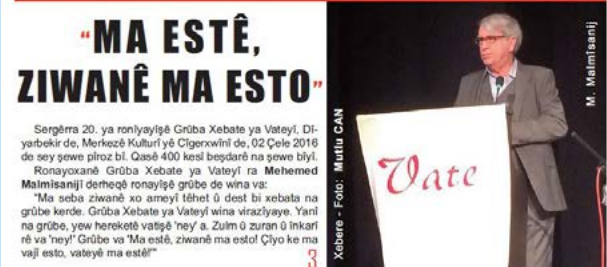 "MA ESTÊ,
ZIWANÊ MA ESTO"
Sergêrra 20. ya ronîyayîşê Grûba Xebate ya Vateyî, Dî-
yarbekir de, Merkezê Kulturî yê Cîgerxwînî de, 02 Çele 2016
de sey şewe pîroz bî. Qasê 400 kesî beşdarê na şewe bîyî.
Ronayoxanê Grûba Xebate ya Vateyî ra Mehemed
Malmîsanijî derheqê ronayîşê grûbe de wina va:
"Ma seba ziwanê xo ameyî têhet û dest bi xebata na
grûbe kerde. Grûba Xebate ya Vateyî wina virazîyaye. Yanî
na grûbe, yew hereketê vatişê 'ney' a. Zulm û zuran û înkarî
rê va 'ney!' Grûbe va 'Ma estê, ziwanê ma esto! Çîyo ke ma
vajî esto, vateyê ma estê!'"
3
Xebere - Foto: Mutlu CAN
Vate
M. Malmîsanij